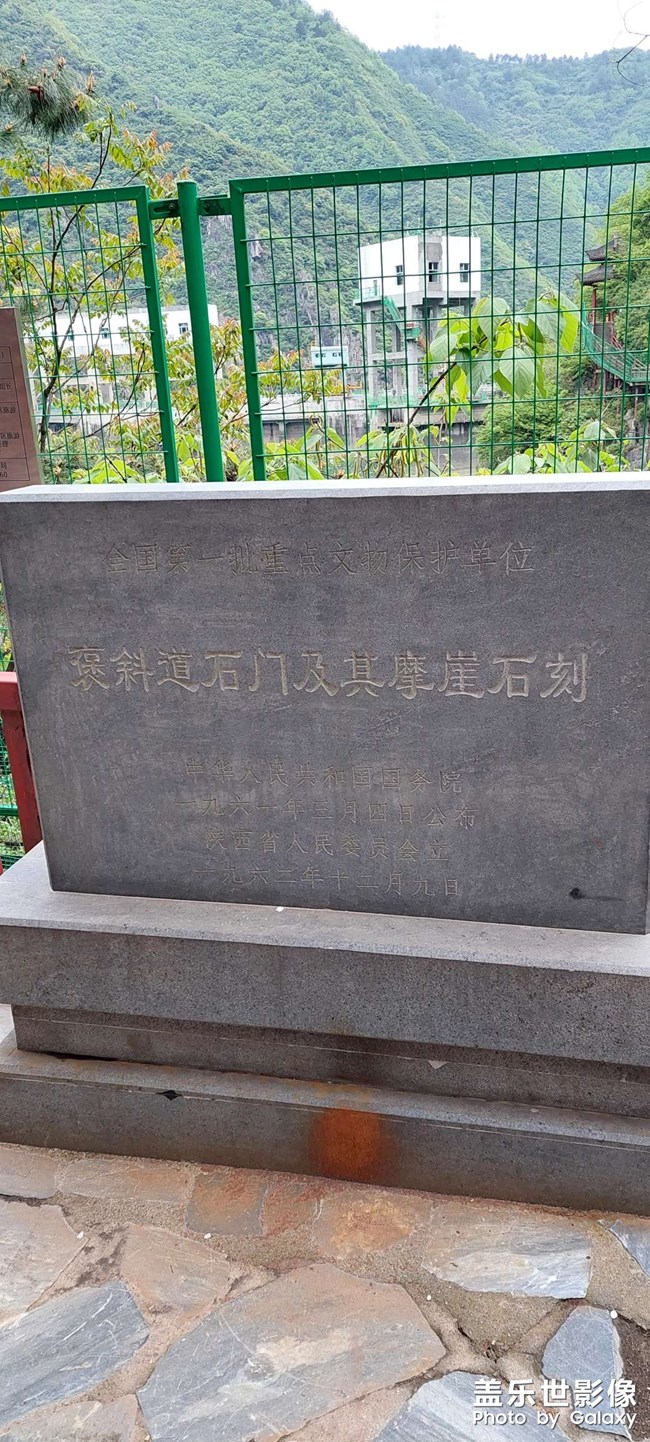 全国第一批重点文物保护单位
褒斜道石门及其摩崖石刻
中华人民共和国国务院
一九六一年三月四日公布
陕西省人民委员会立
一九六二年十二月九日
盖乐世影像
Photo by Galaxy